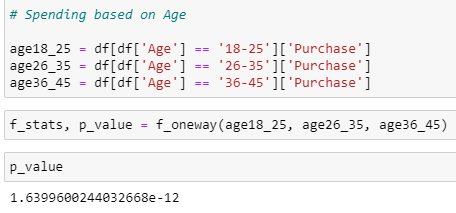 # Spending based on Age
age18_25 = df[df['Age'] == '18-25']['Purchase']
age26_35 = df[df['Age'] == '26-35']['Purchase']
age36_45 = df[df['Age'] == '36-45']['Purchase']
f_stats, p_value = f_oneway(age18_25, age26_35, age36_45)
p_value
1.6399600244032668e-12